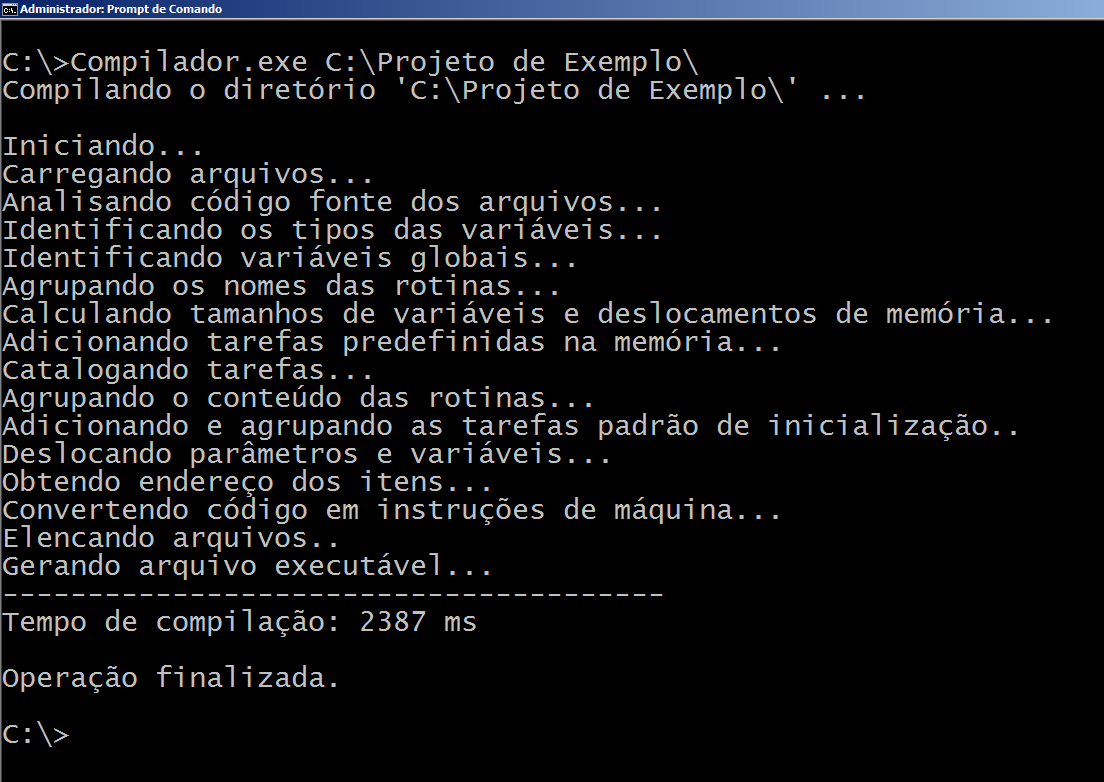 Administrador: Prompt de Comando
C:\>Compilador.exe C:\Projeto de Exemplo\
Compilando o diretório 'C:\Projeto de Exemplo\' ...
Iniciando...
Carregando arquivos...
Analisando código fonte dos arquivos...
Identificando os tipos das variáveis...
Identificando variáveis globais...
Agrupando os nomes das rotinas...
Calculando tamanhos de variáveis e deslocamentos de memória...
Adicionando tarefas predefinidas na memória...
Catalogando tarefas...
Agrupando o conteúdo das rotinas...
Adicionando e agrupando as tarefas padrão de inicialização..
Deslocando parâmetros e variáveis...
Obtendo endereço dos itens...
Convertendo código em instruções de máquina...
Elencando arquivos..
Gerando arquivo executável...
---------------------------------------
Tempo de compilação: 2387 ms
Operação finalizada.
C:\>